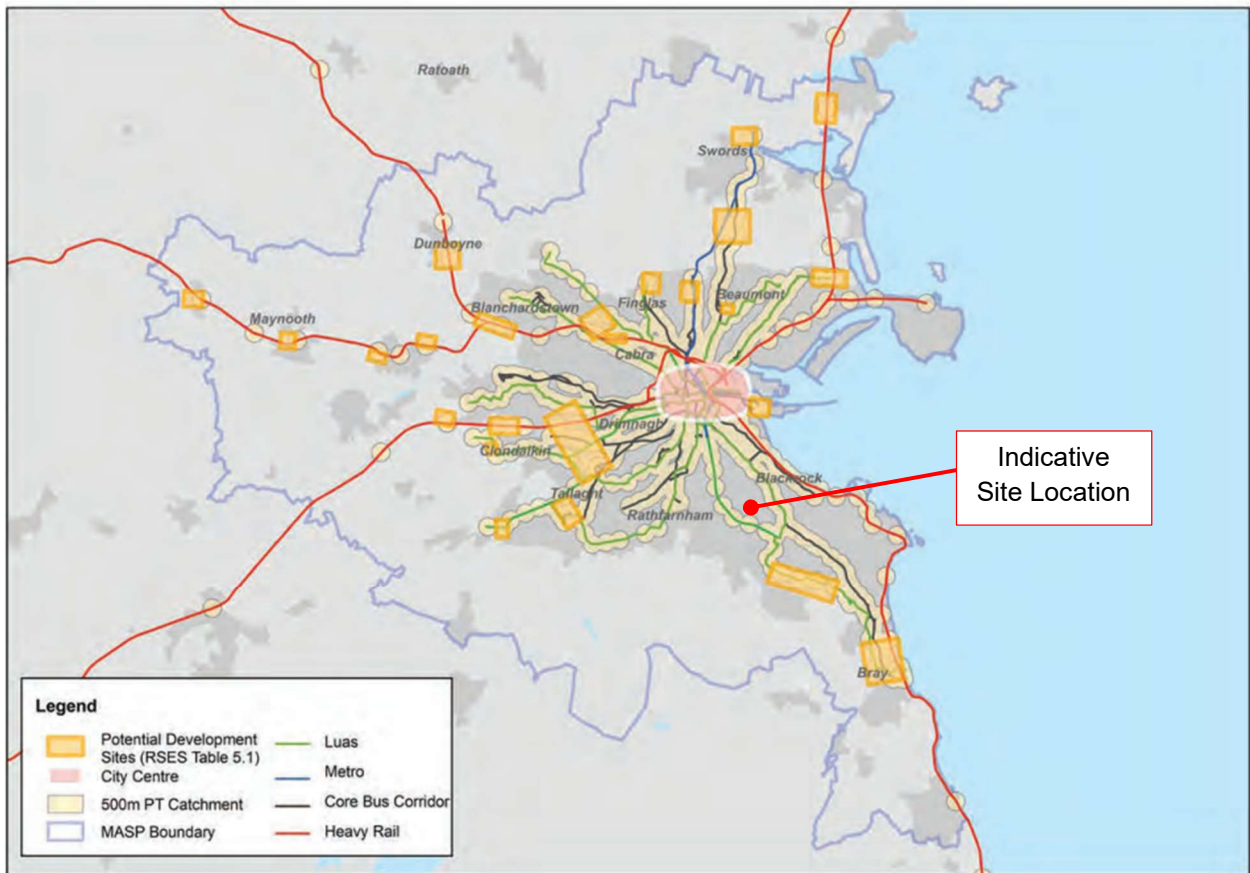 Ratoath
Swords
Dunboyne
Blanchardstown
Finglas
Beaumont
Maynooth
Cabra
Drimnagh
Clondalkin
Blackrock
Tallaght
Rathfarnham
Bray
Indicative
Site Location
Legend
Potential Development
Sites (RSES Table 5.1)
City Centre
500m PT Catchment
MASP Boundary
Luas
Metro
Core Bus Corridor
Heavy Rail